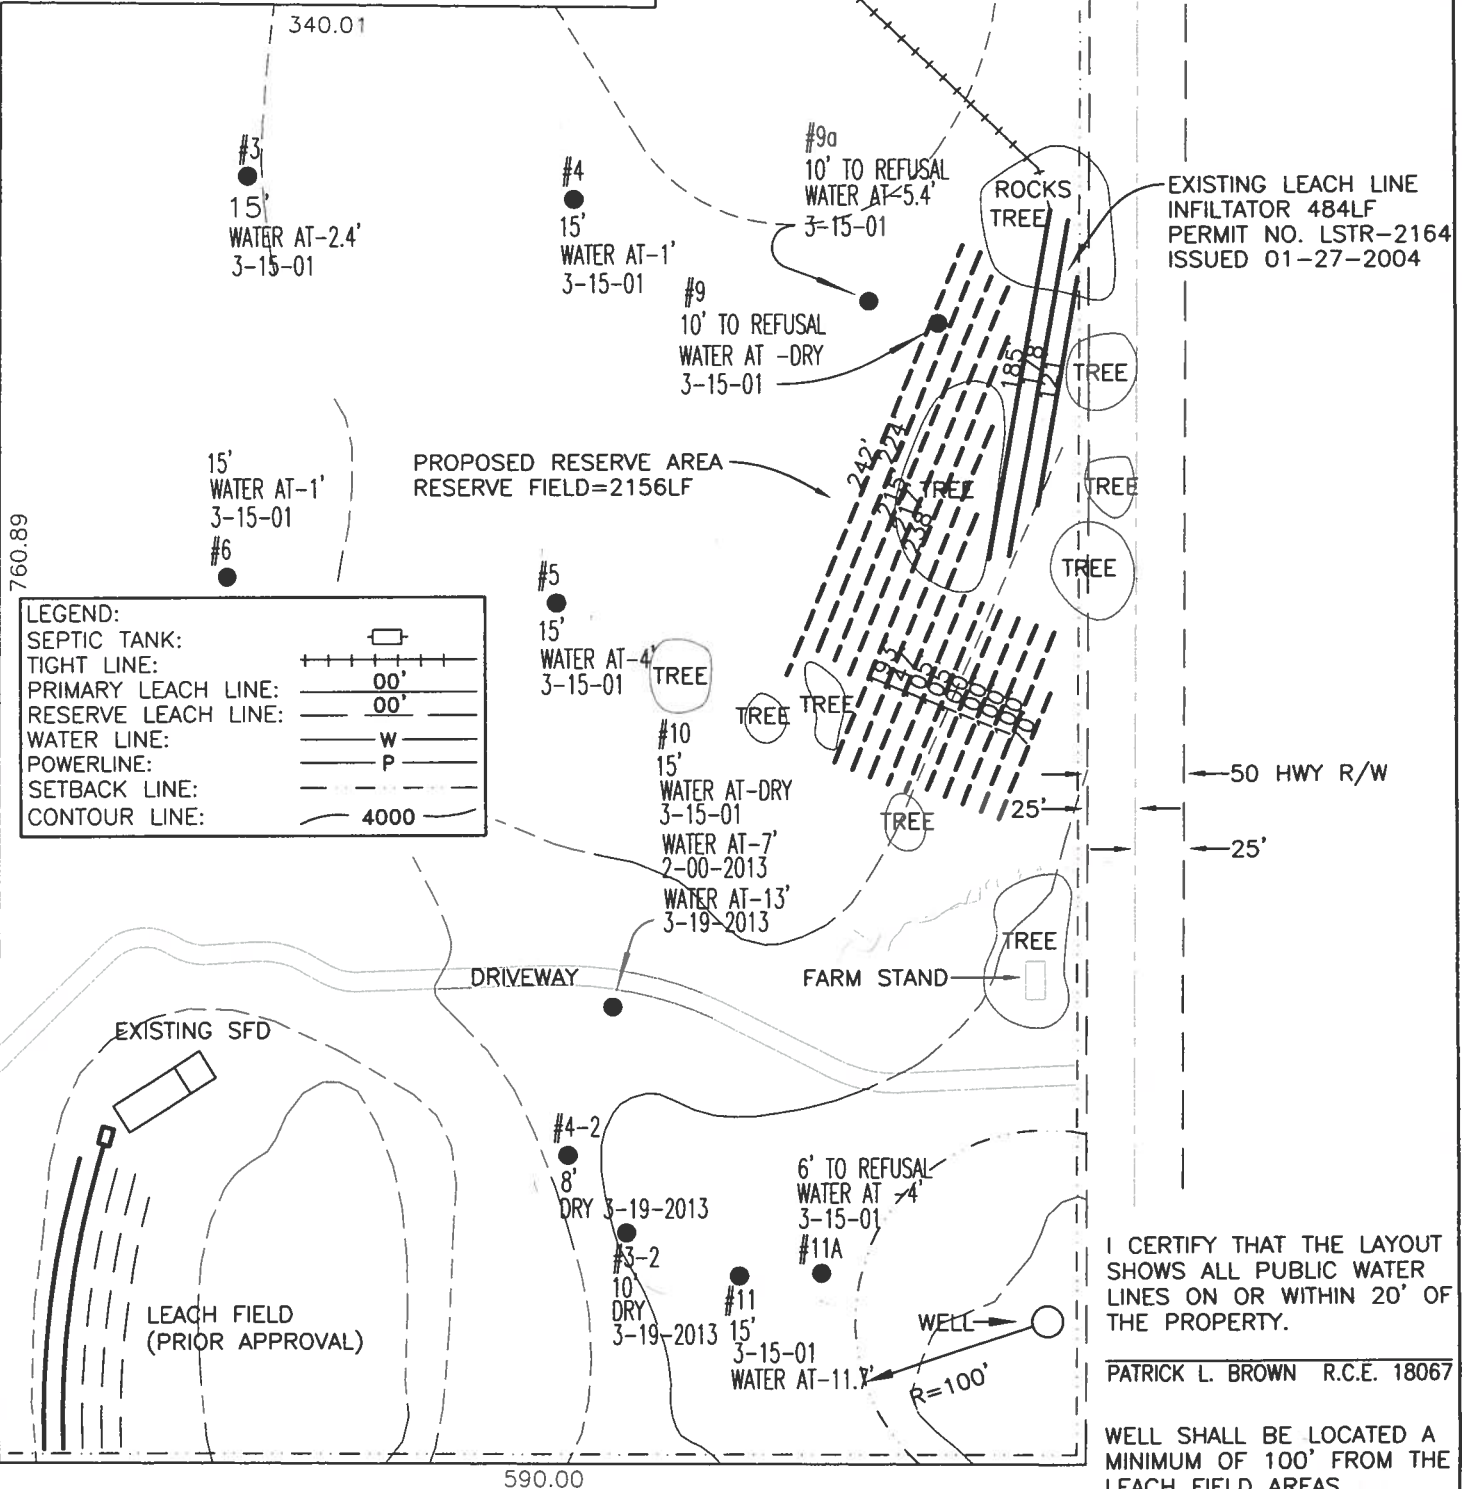 340.01
#3
15'
WATER AT-2.4'
3-15-01
#4
15'
WATER AT-1'
3-15-01
#9a
10' TO REFUSAL
WATER AT-5.4'
3-15-01
#9
10' TO REFUSAL
WATER AT -DRY
3-15-01
ROCKS
TREE
EXISTING LEACH LINE
INFILTATOR 484LF
PERMIT NO. LSTR-2164
ISSUED 01-27-2004
185
178
121
TREE
TREE
TREE
PROPOSED RESERVE AREA
RESERVE FIELD=2156LF
242'
224'
215'
217'
238'
TREE
15'
WATER AT-1'
3-15-01
#6
760.89
#5
15'
WATER AT-4'
3-15-01
TREE
TREE
TREE
195
147
165
70
LEGEND:
SEPTIC TANK:
TIGHT LINE:
PRIMARY LEACH LINE: 00'
RESERVE LEACH LINE: 00'
WATER LINE: W
POWERLINE: P
SETBACK LINE:
CONTOUR LINE: 4000
#10
15'
WATER AT-DRY
3-15-01
WATER AT-7'
2-00-2013
WATER AT-13'
3-19-2013
TREE
50 HWY R/W
25'
25'
TREE
FARM STAND
DRIVEWAY
EXISTING SFD
#4-2
8'
DRY 3-19-2013
#3-2
10'
DRY
3-19-2013
6' TO REFUSAL
WATER AT -4'
3-15-01
#11A
#11
15'
3-15-01
WATER AT-11.7'
WELL
R=100'
LEACH FIELD
(PRIOR APPROVAL)
590.00
I CERTIFY THAT THE LAYOUT
SHOWS ALL PUBLIC WATER
LINES ON OR WITHIN 20' OF
THE PROPERTY.
PATRICK L. BROWN R.C.E. 18067
WELL SHALL BE LOCATED A
MINIMUM OF 100' FROM THE
LEACH FIELD AREAS